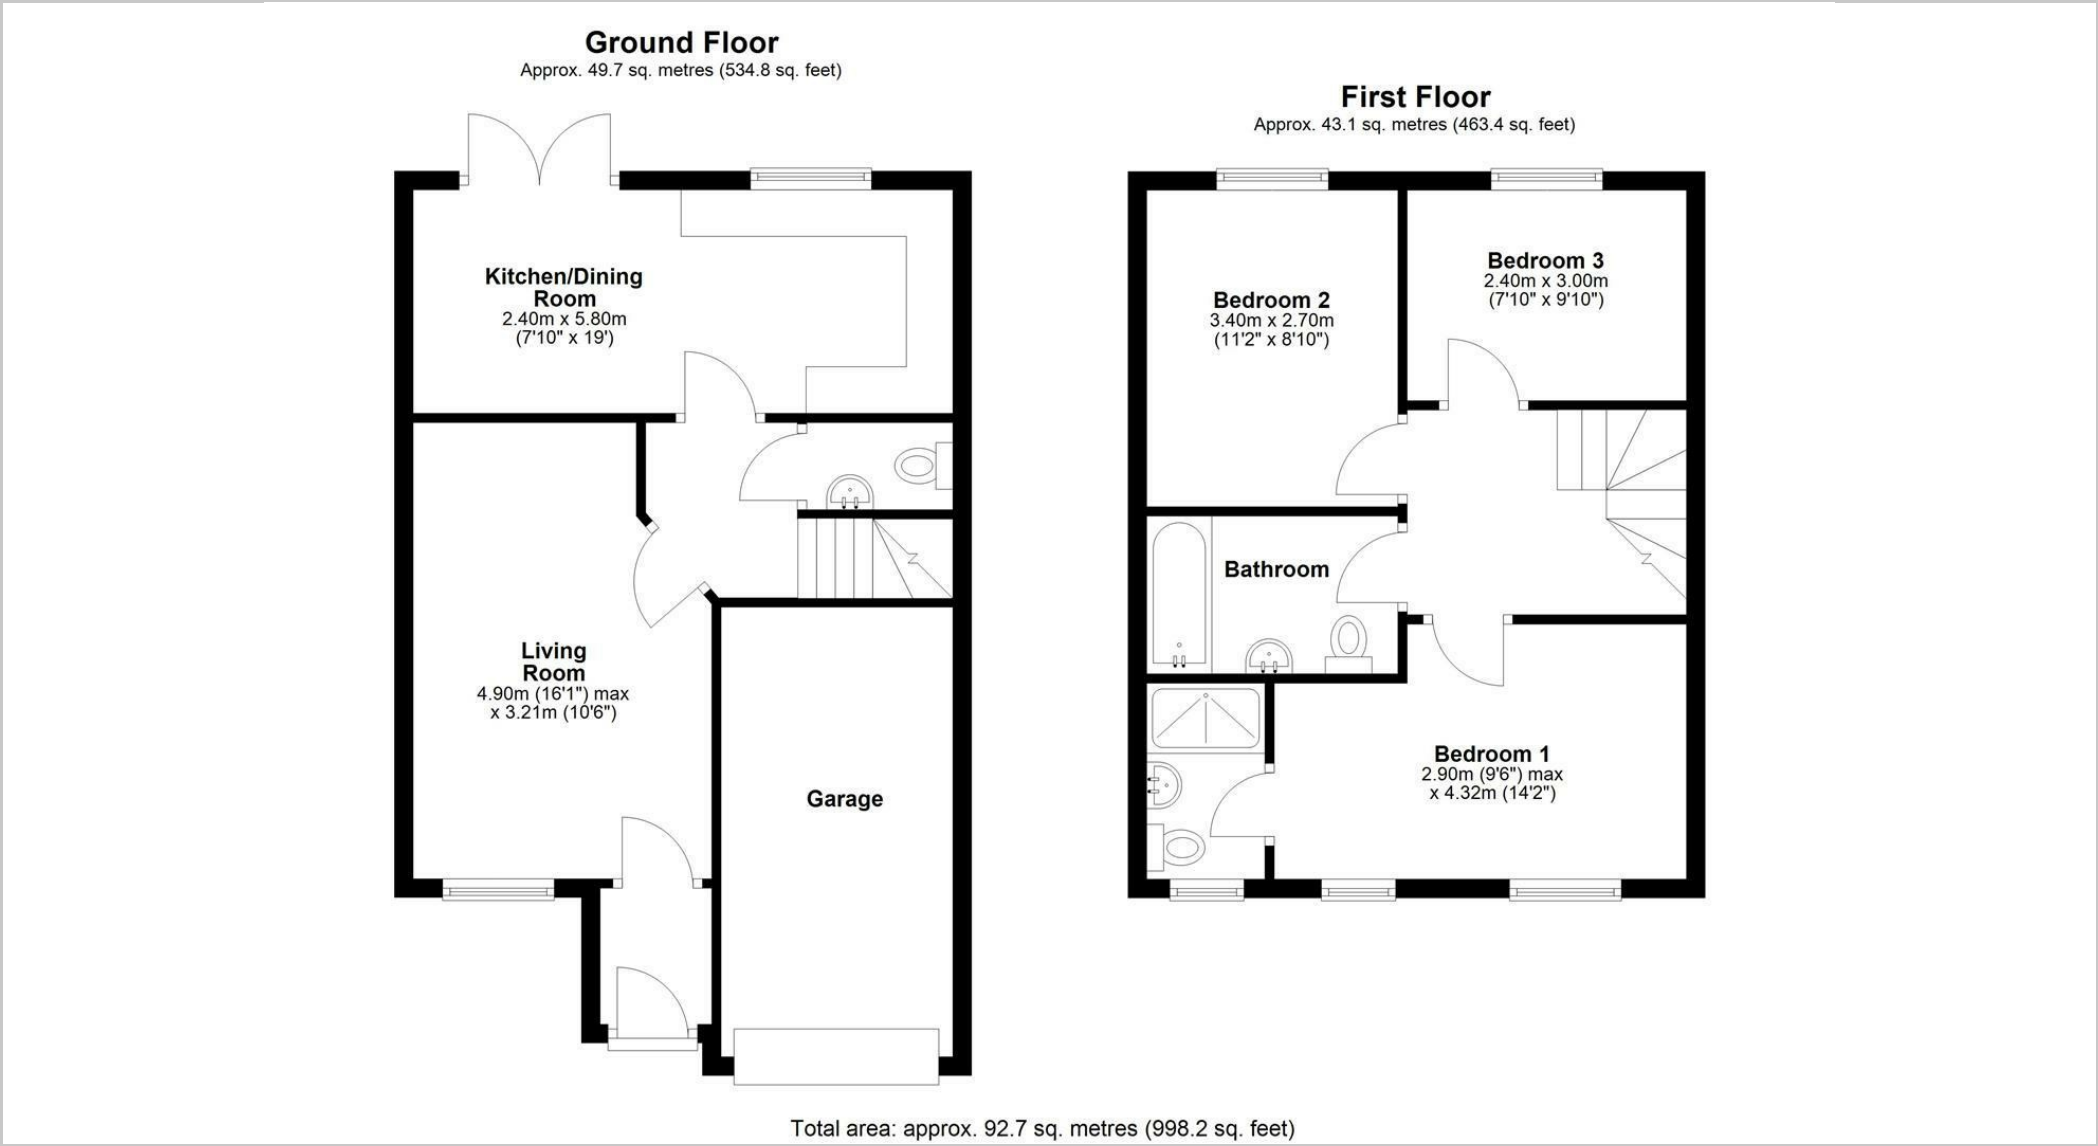 Ground Floor
Approx. 49.7 sq. metres (534.8 sq. feet)
Kitchen/Dining
Room
2.40m x 5.80m
(7'10" x 19')
Living
Room
4.90m (16'1") max
x 3.21m (10'6")
Garage
First Floor
Approx. 43.1 sq. metres (463.4 sq. feet)
Bedroom 2
3.40m x 2.70m
(11'2" x 8'10")
Bedroom 3
2.40m x 3.00m
(7'10" x 9'10")
Bathroom
Bedroom 1
2.90m (9'6") max
x 4.32m (14'2")
Total area: approx. 92.7 sq. metres (998.2 sq. feet)